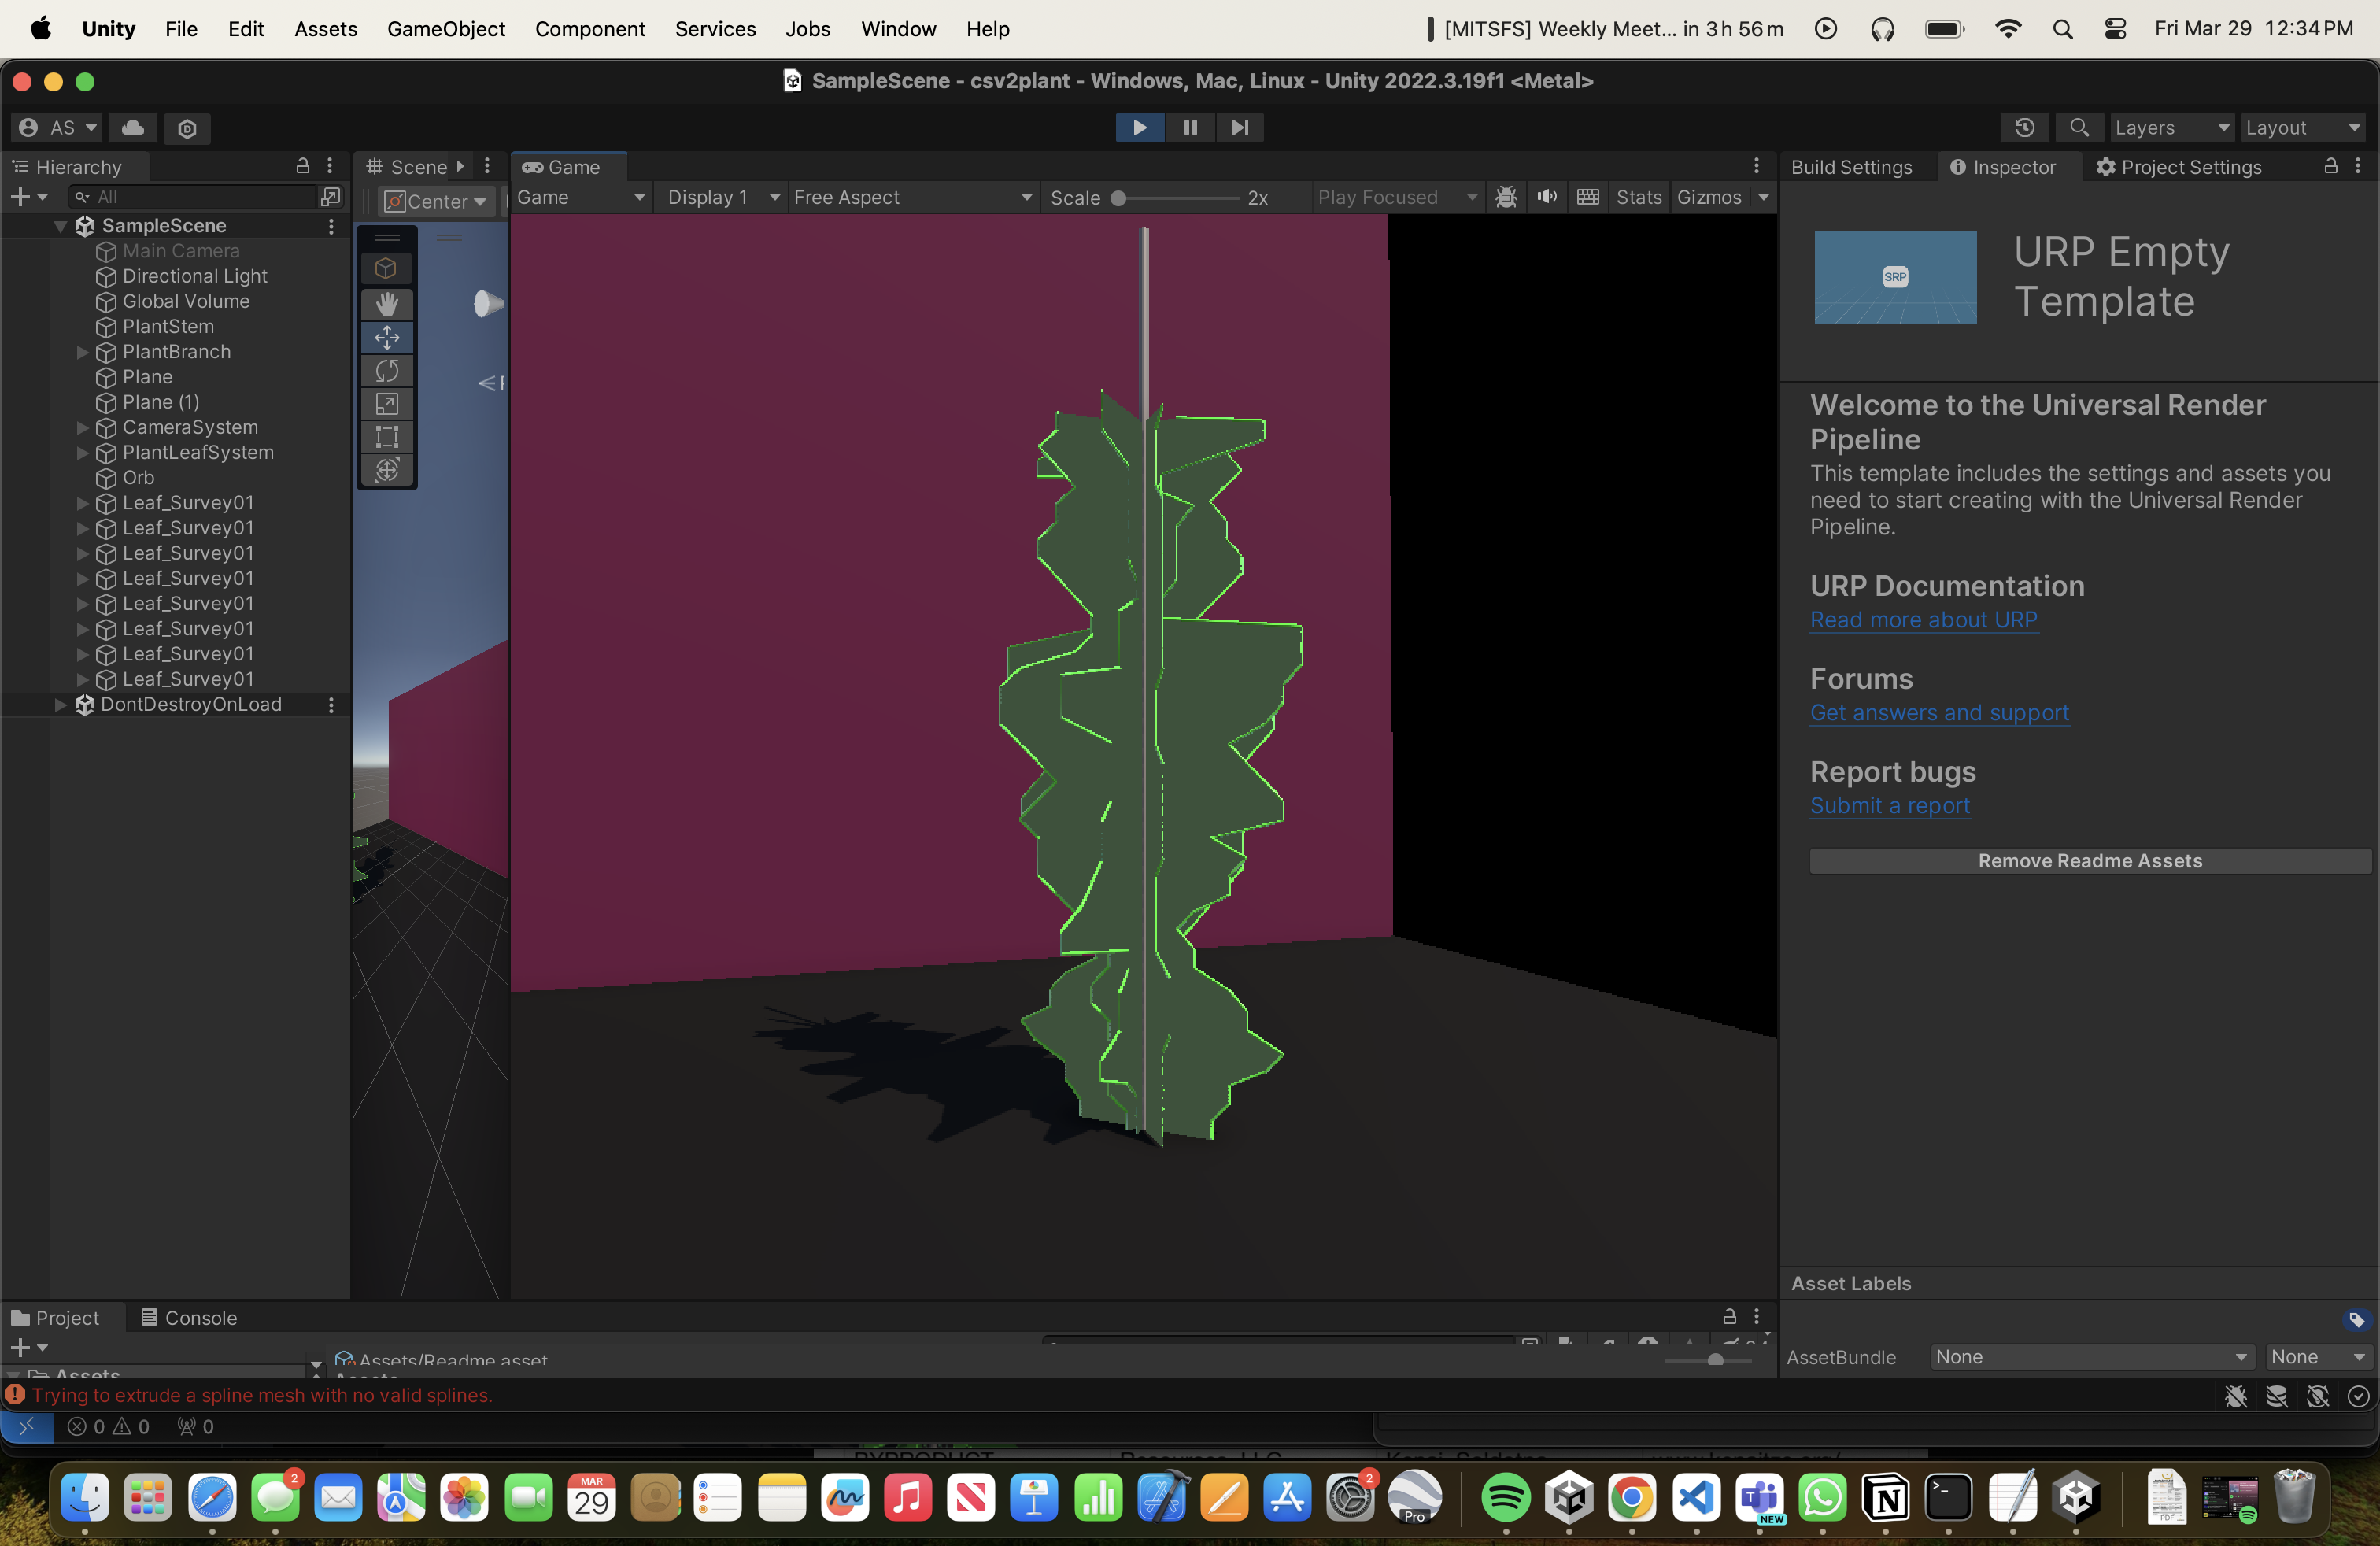 Unity File Edit Assets GameObject Component Services Jobs Window Help [MITSFS] Weekly Meet... in 3h 56m Fri Mar 29 12:34 PM
SampleScene - csv2plant - Windows, Mac, Linux - Unity 2022.3.19f1 <Metal>
AS Layers Layout
Hierarchy Scene Game Build Settings Inspector Project Settings
All Center Game Display 1 Free Aspect Scale 2x Play Focused Stats Gizmos
SampleScene
Main Camera
Directional Light
Global Volume
PlantStem
PlantBranch
Plane
Plane (1)
CameraSystem
PlantLeafSystem
Orb
Leaf_Survey01
Leaf_Survey01
Leaf_Survey01
Leaf_Survey01
Leaf_Survey01
Leaf_Survey01
Leaf_Survey01
Leaf_Survey01
DontDestroyOnLoad
SRP
URP Empty
Template
Welcome to the Universal Render
Pipeline
This template includes the settings and assets you
need to start creating with the Universal Render
Pipeline.
URP Documentation
Read more about URP
Forums
Get answers and support
Report bugs
Submit a report
Remove Readme Assets
Asset Labels
AssetBundle None None
Project Console
Assets/Readme.asset
Assets
Trying to extrude a spline mesh with no valid splines.
0 0 0
2 MAR 29 2 Pro NEW PDF